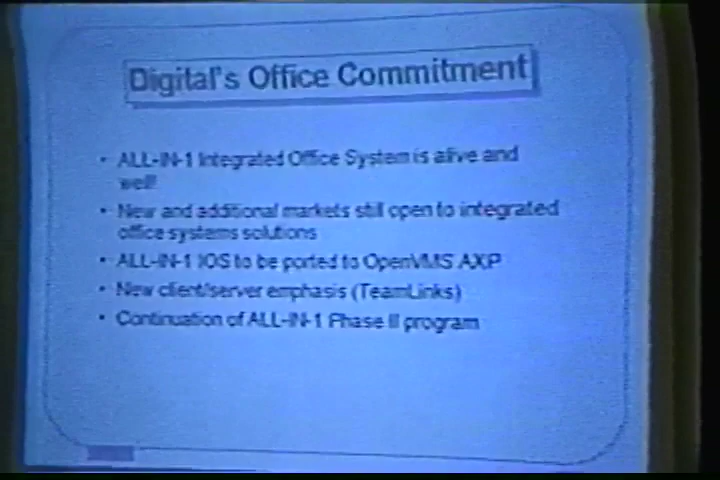 Digital's Office Commitment
• ALL-IN-1 Integrated Office System is alive and
well!
• New and additional markets still open to integrated
office systems solutions
• ALL-IN-1 IOS to be ported to OpenVMS AXP
• New client/server emphasis (TeamLinks)
• Continuation of ALL-IN-1 Phase II program